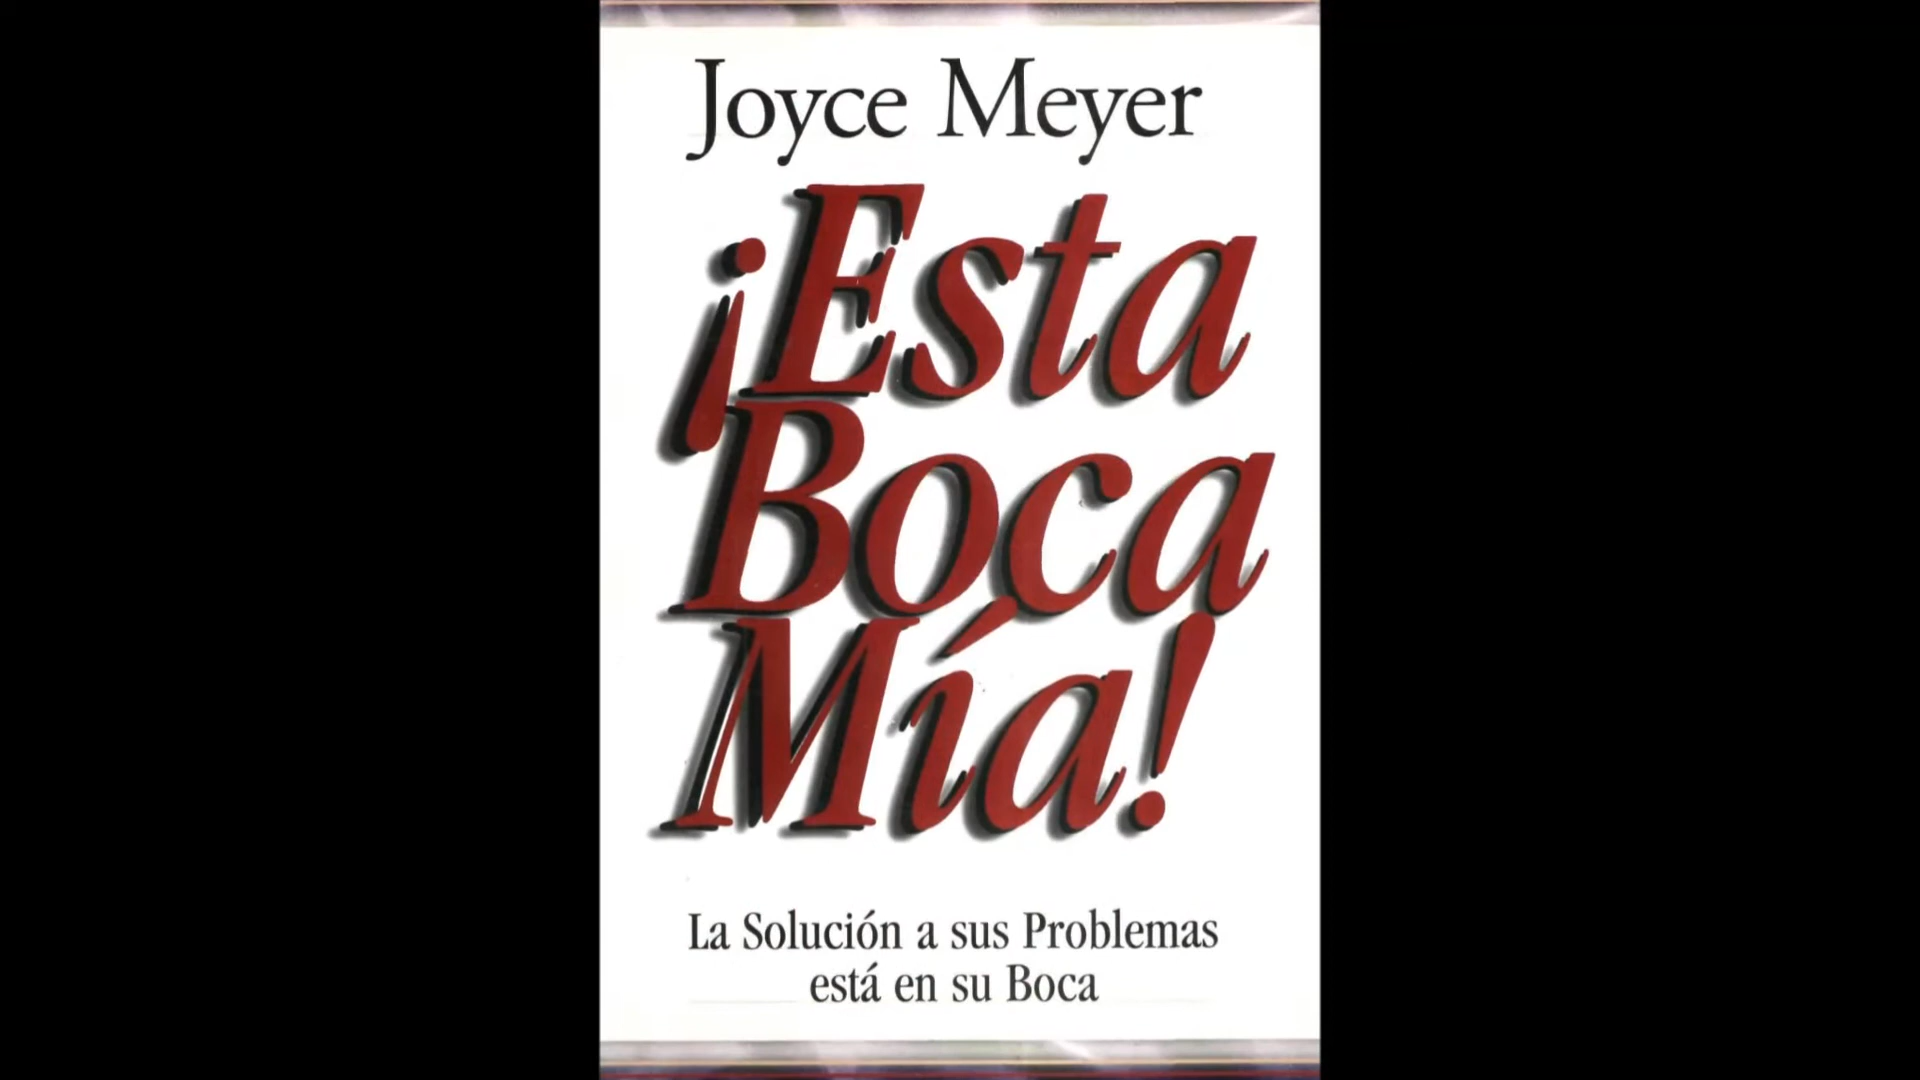 Joyce Meyer
¡Esta
Boca
Mía!
La Solución a sus Problemas
está en su Boca